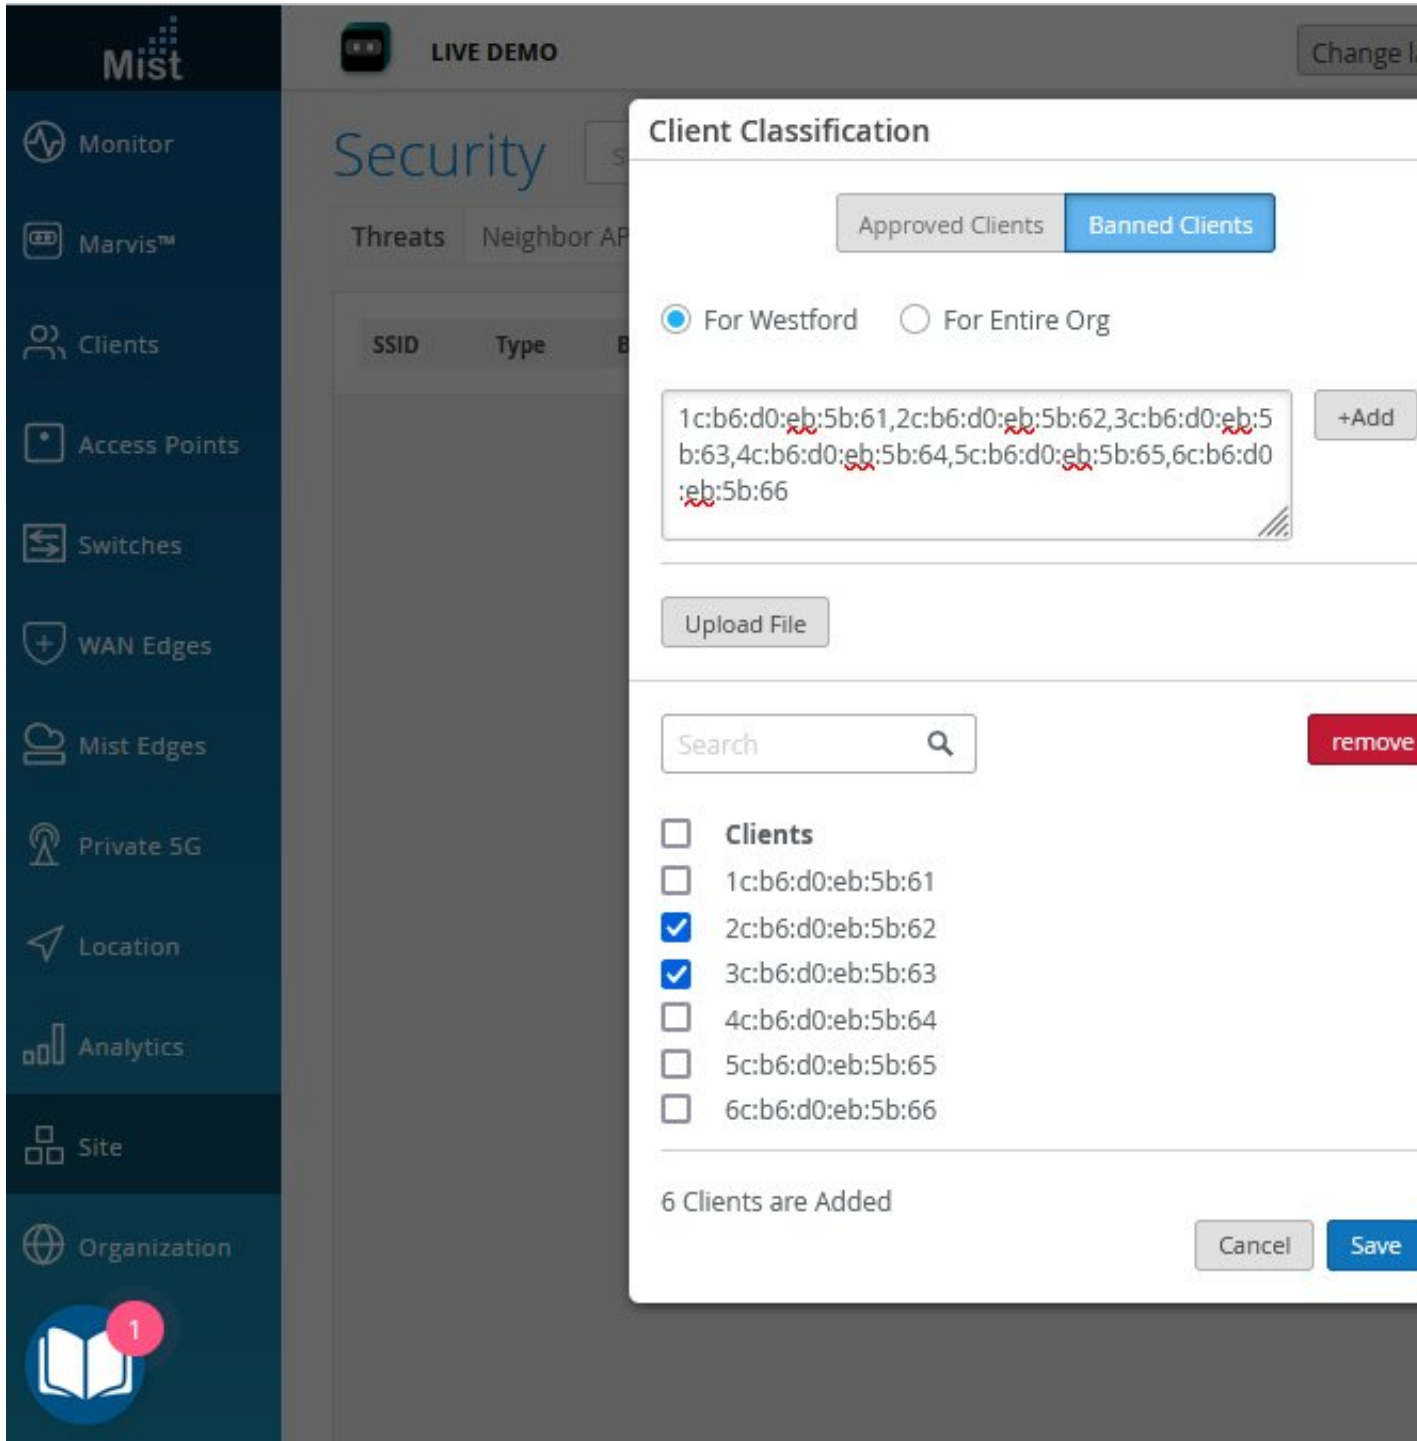 Mist
LIVE DEMO
Change
Monitor
Marvis™
Clients
Access Points
Switches
WAN Edges
Mist Edges
Private 5G
Location
Analytics
Site
Organization
1
Security
Threats
Neighbor AP
SSID
Type
Client Classification
Approved Clients
Banned Clients
For Westford
For Entire Org
1c:b6:d0:eb:5b:61,2c:b6:d0:eb:5b:62,3c:b6:d0:eb:5
b:63,4c:b6:d0:eb:5b:64,5c:b6:d0:eb:5b:65,6c:b6:d0
:eb:5b:66
+Add
Upload File
Search
remove
Clients
1c:b6:d0:eb:5b:61
2c:b6:d0:eb:5b:62
3c:b6:d0:eb:5b:63
4c:b6:d0:eb:5b:64
5c:b6:d0:eb:5b:65
6c:b6:d0:eb:5b:66
6 Clients are Added
Cancel
Save